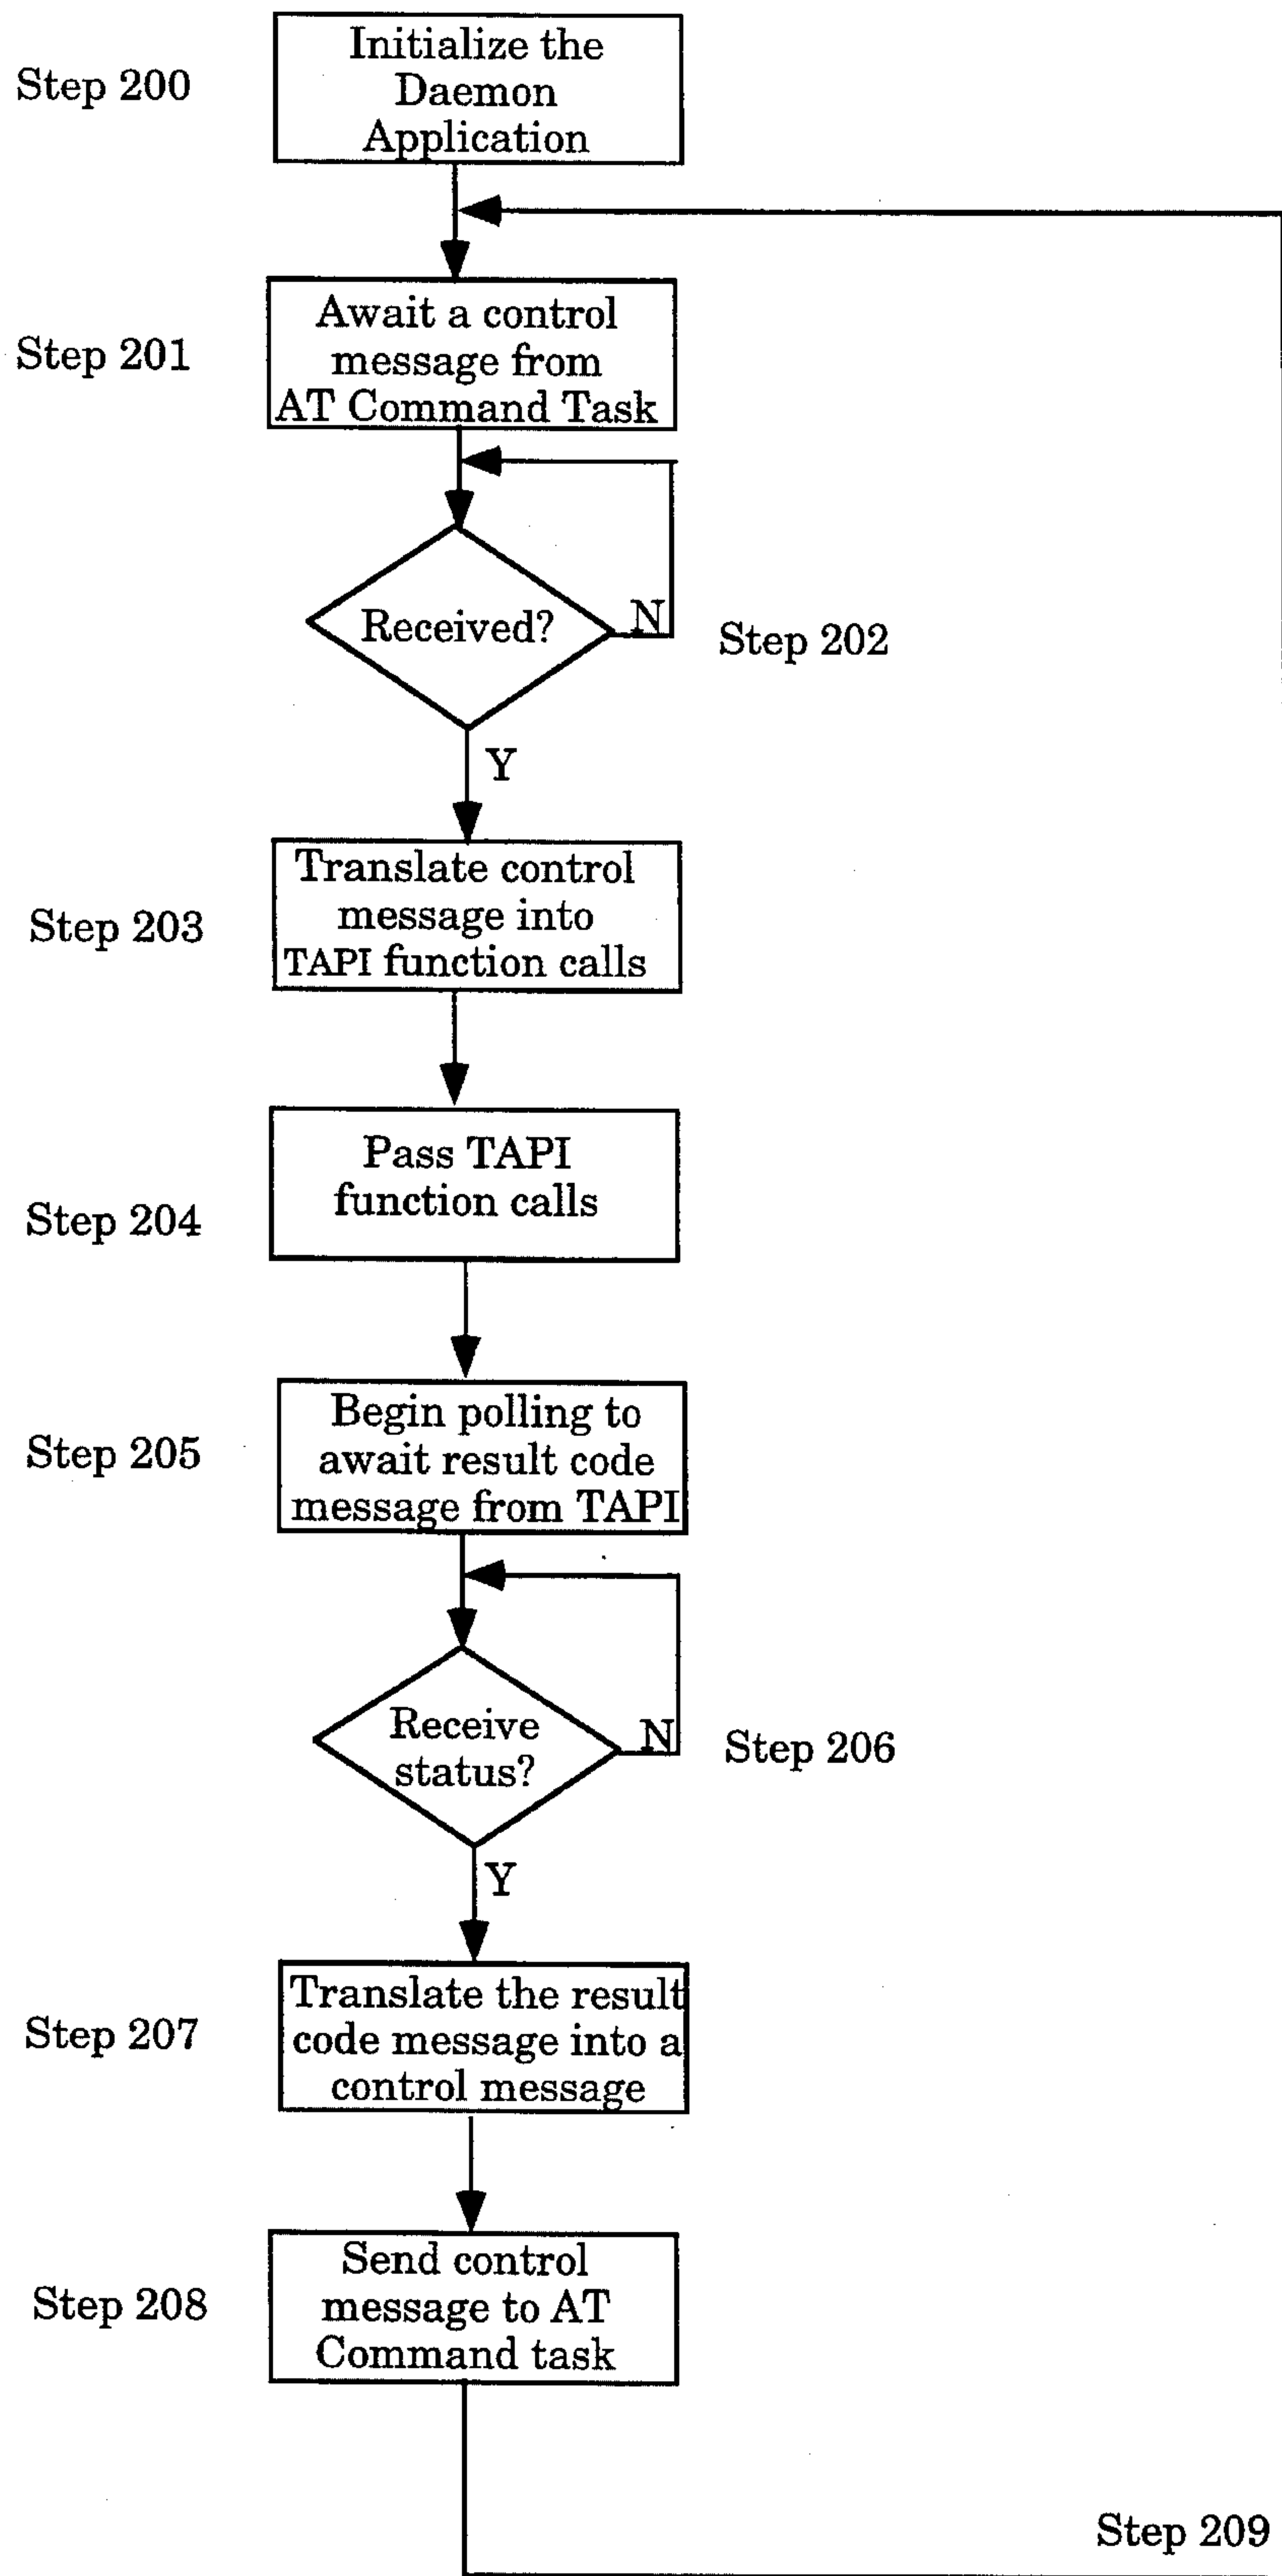 Step 200
Initialize the
Daemon
Application
Step 201
Await a control
message from
AT Command Task
Received?
N
Step 202
Y
Step 203
Translate control
message into
TAPI function calls
Step 204
Pass TAPI
function calls
Step 205
Begin polling to
await result code
message from TAPI
Receive
status?
N
Step 206
Y
Step 207
Translate the result
code message into a
control message
Step 208
Send control
message to AT
Command task
Step 209